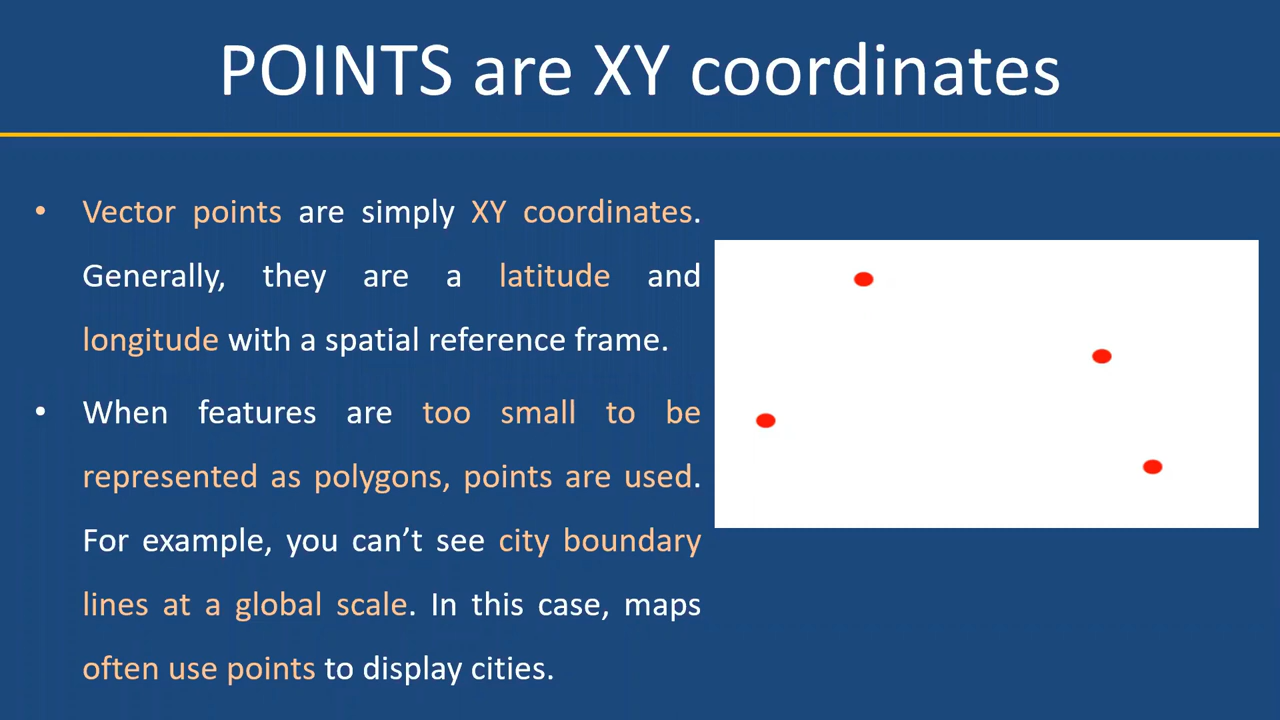 POINTS are XY coordinates
• Vector points are simply XY coordinates.
Generally, they are a latitude and
longitude with a spatial reference frame.
• When features are too small to be
represented as polygons, points are used.
For example, you can’t see city boundary
lines at a global scale. In this case, maps
often use points to display cities.